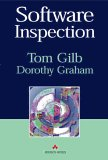 Software
Inspection
Tom Gilb
Dorothy Graham